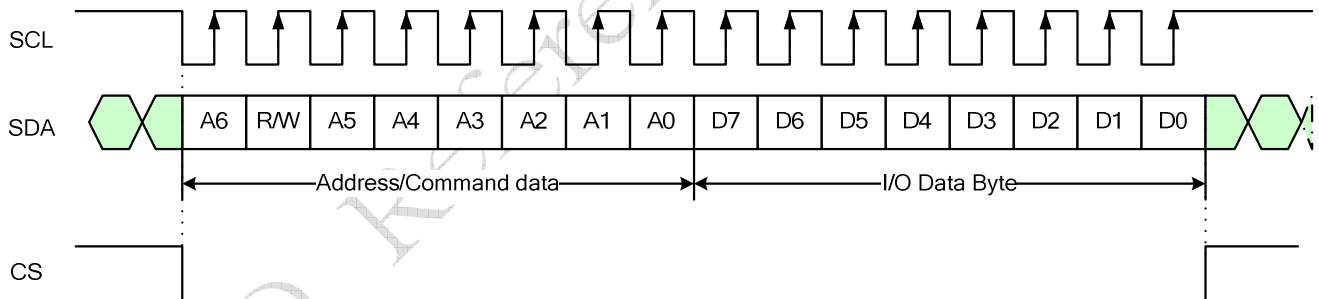 SCL
SDA A6 R/W A5 A4 A3 A2 A1 A0 D7 D6 D5 D4 D3 D2 D1 D0
Address/Command data I/O Data Byte
CS